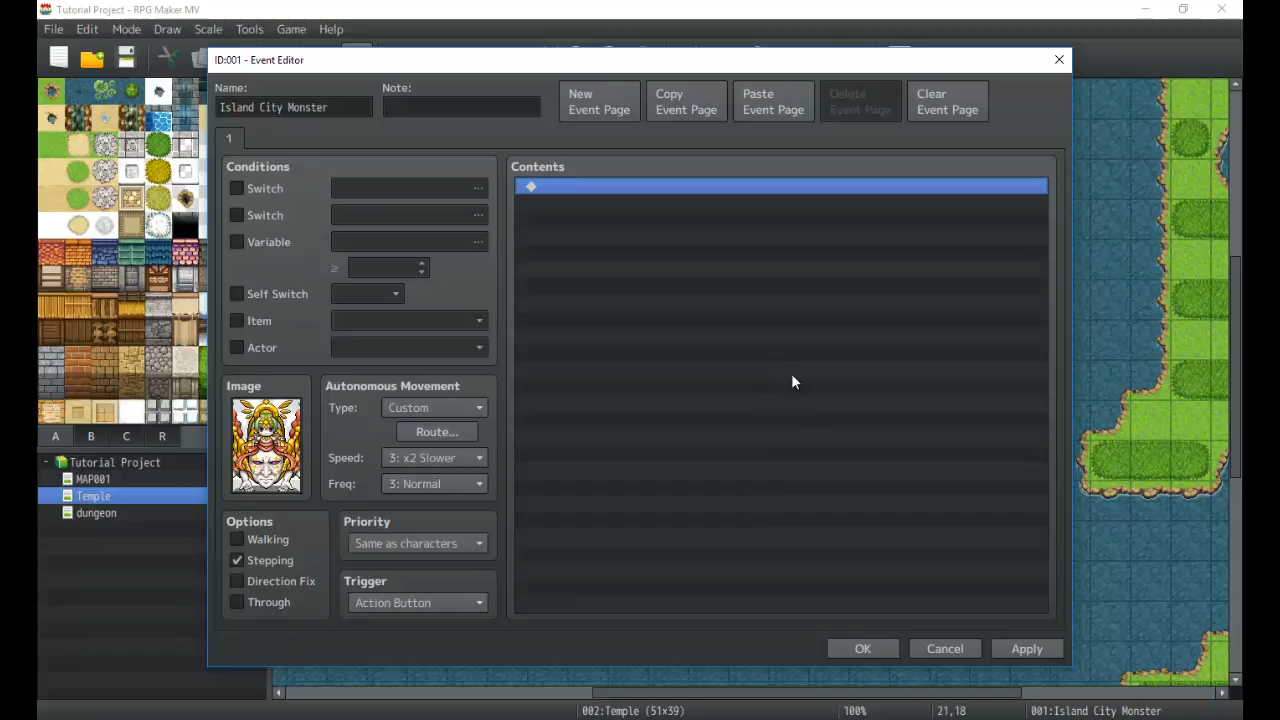 Tutorial Project - RPG Maker MV
File Edit Mode Draw Scale Tools Game Help
ID:001 - Event Editor
Name:
Note:
Island City Monster
New
Event Page
Copy
Event Page
Paste
Event Page
Delete
Event Page
Clear
Event Page
1
Conditions
Switch ...
Switch ...
Variable ...
≥
Self Switch
Item
Actor
Image
Autonomous Movement
Type: Custom
Route...
Speed: 3: x2 Slower
Freq: 3: Normal
Options
Walking
Stepping
Direction Fix
Through
Priority
Same as characters
Trigger
Action Button
Contents
OK
Cancel
Apply
A B C R
Tutorial Project
MAP001
Temple
dungeon
002:Temple (51x39) 100% 21,18 001:Island City Monster